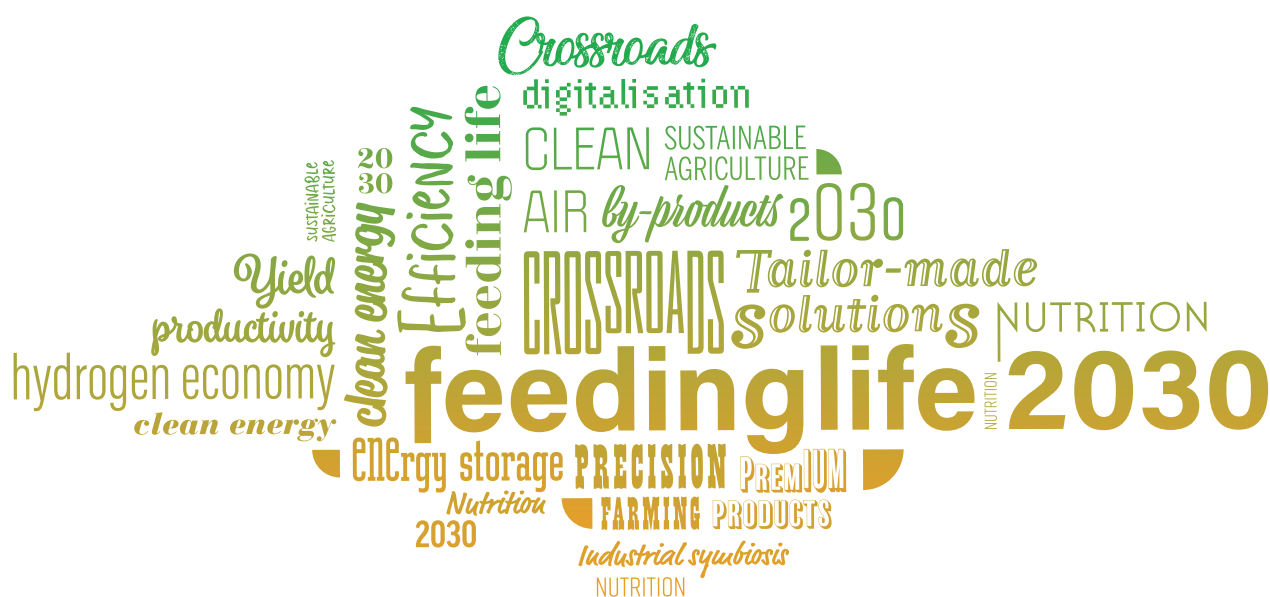 Crossroads
digitalisation
CLEAN
AIR
SUSTAINABLE
AGRICULTURE
by-products
2030
CROSSROADS
Tailor-made
solutions
NUTRITION
feeding life
EffiCiENCY
20
30
clean energy
SUSTAiNABLE
AGRiCULTURE
Yield
productivity
hydrogen economy
clean energy
feedinglife
NUTRITION
2030
energy storage
PRECISION
FARMING
PREMIUM
PRODUCTS
Nutrition
2030
Industrial symbiosis
NUTRITION